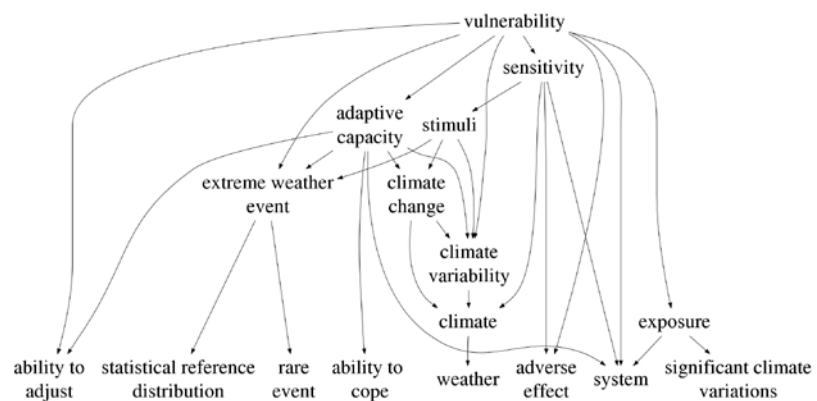 vulnerability
sensitivity
adaptive
capacity
stimuli
extreme weather
event
climate
change
climate
variability
climate
exposure
ability to
adjust
statistical reference
distribution
rare
event
ability to
cope
weather
adverse
effect
system
significant climate
variations